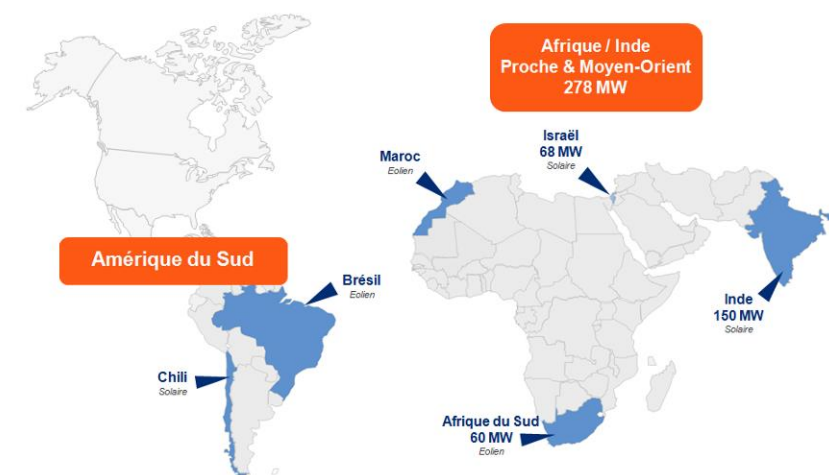 Afrique / Inde
Proche & Moyen-Orient
278 MW
Israël
68 MW
Solaire
Maroc
Eolien
Amérique du Sud
Brésil
Eolien
Inde
150 MW
Solaire
Chili
Solaire
Afrique du Sud
60 MW
Eolien